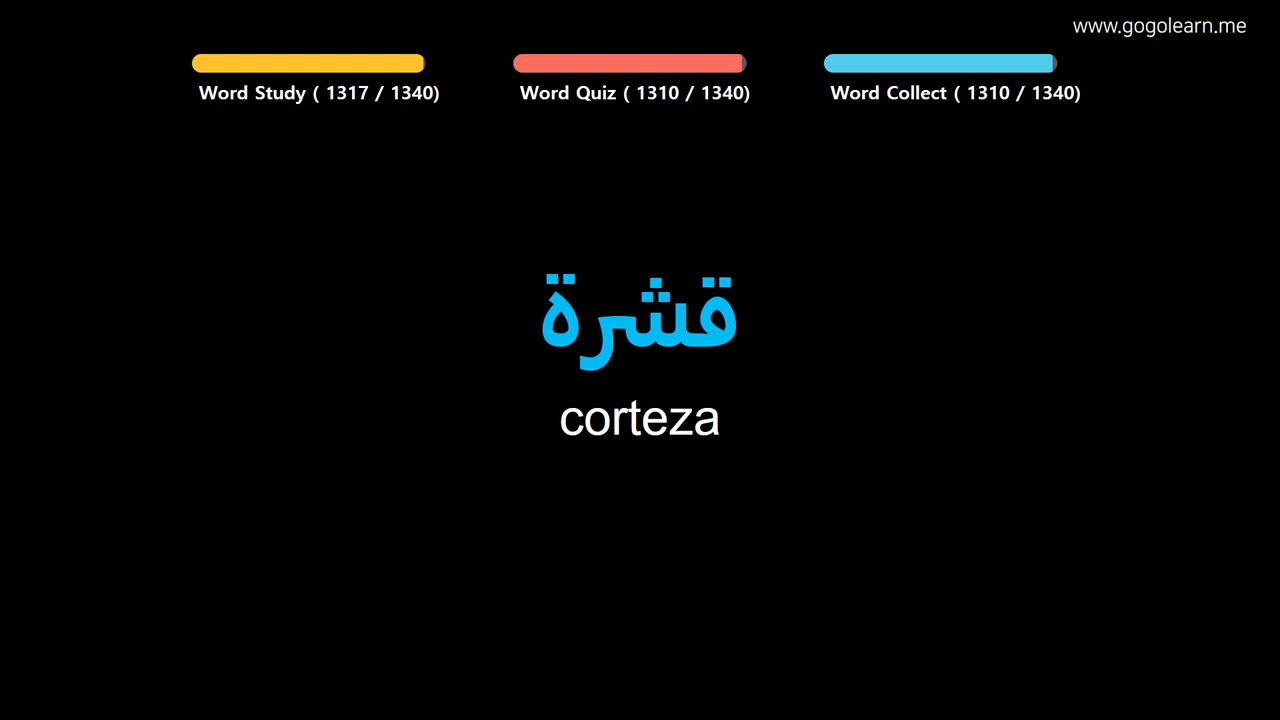 www.gogolearn.me
Word Study ( 1317 / 1340)
Word Quiz ( 1310 / 1340)
Word Collect ( 1310 / 1340)
قشرة
corteza